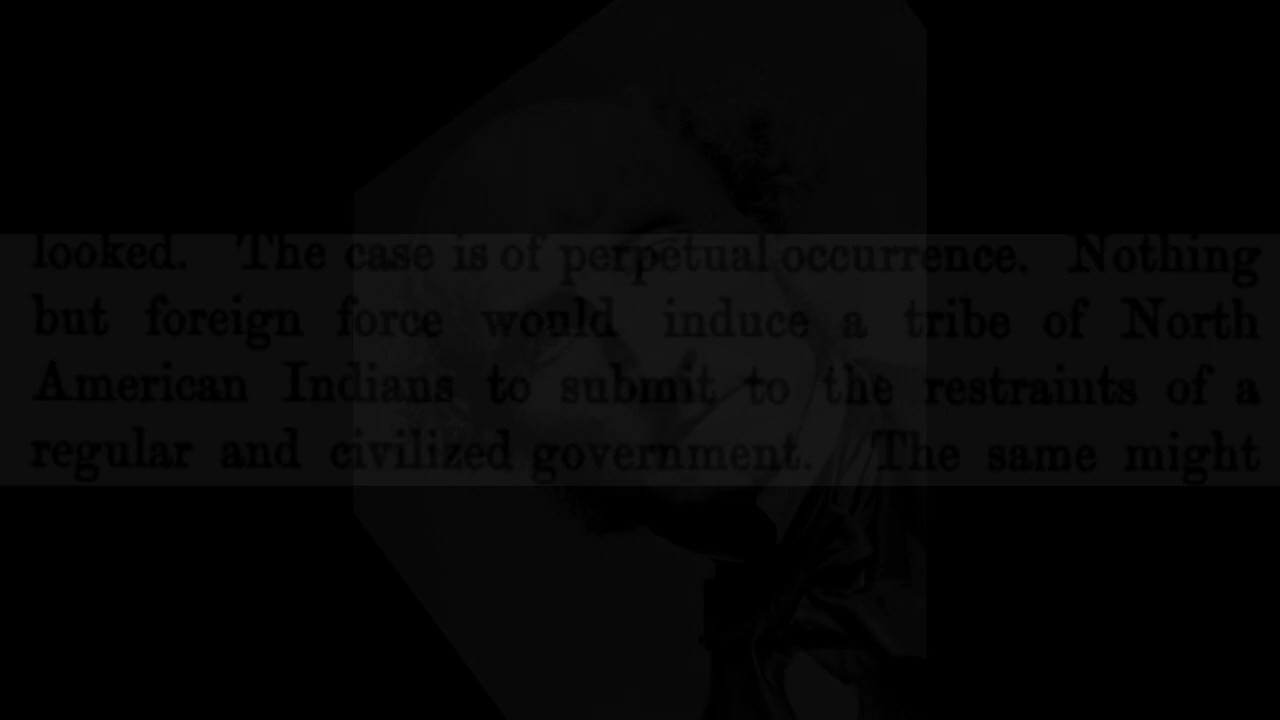 looked. The case is of perpetual occurrence. Nothing
but foreign force would induce a tribe of North
American Indians to submit to the restraints of a
regular and civilized government. The same might